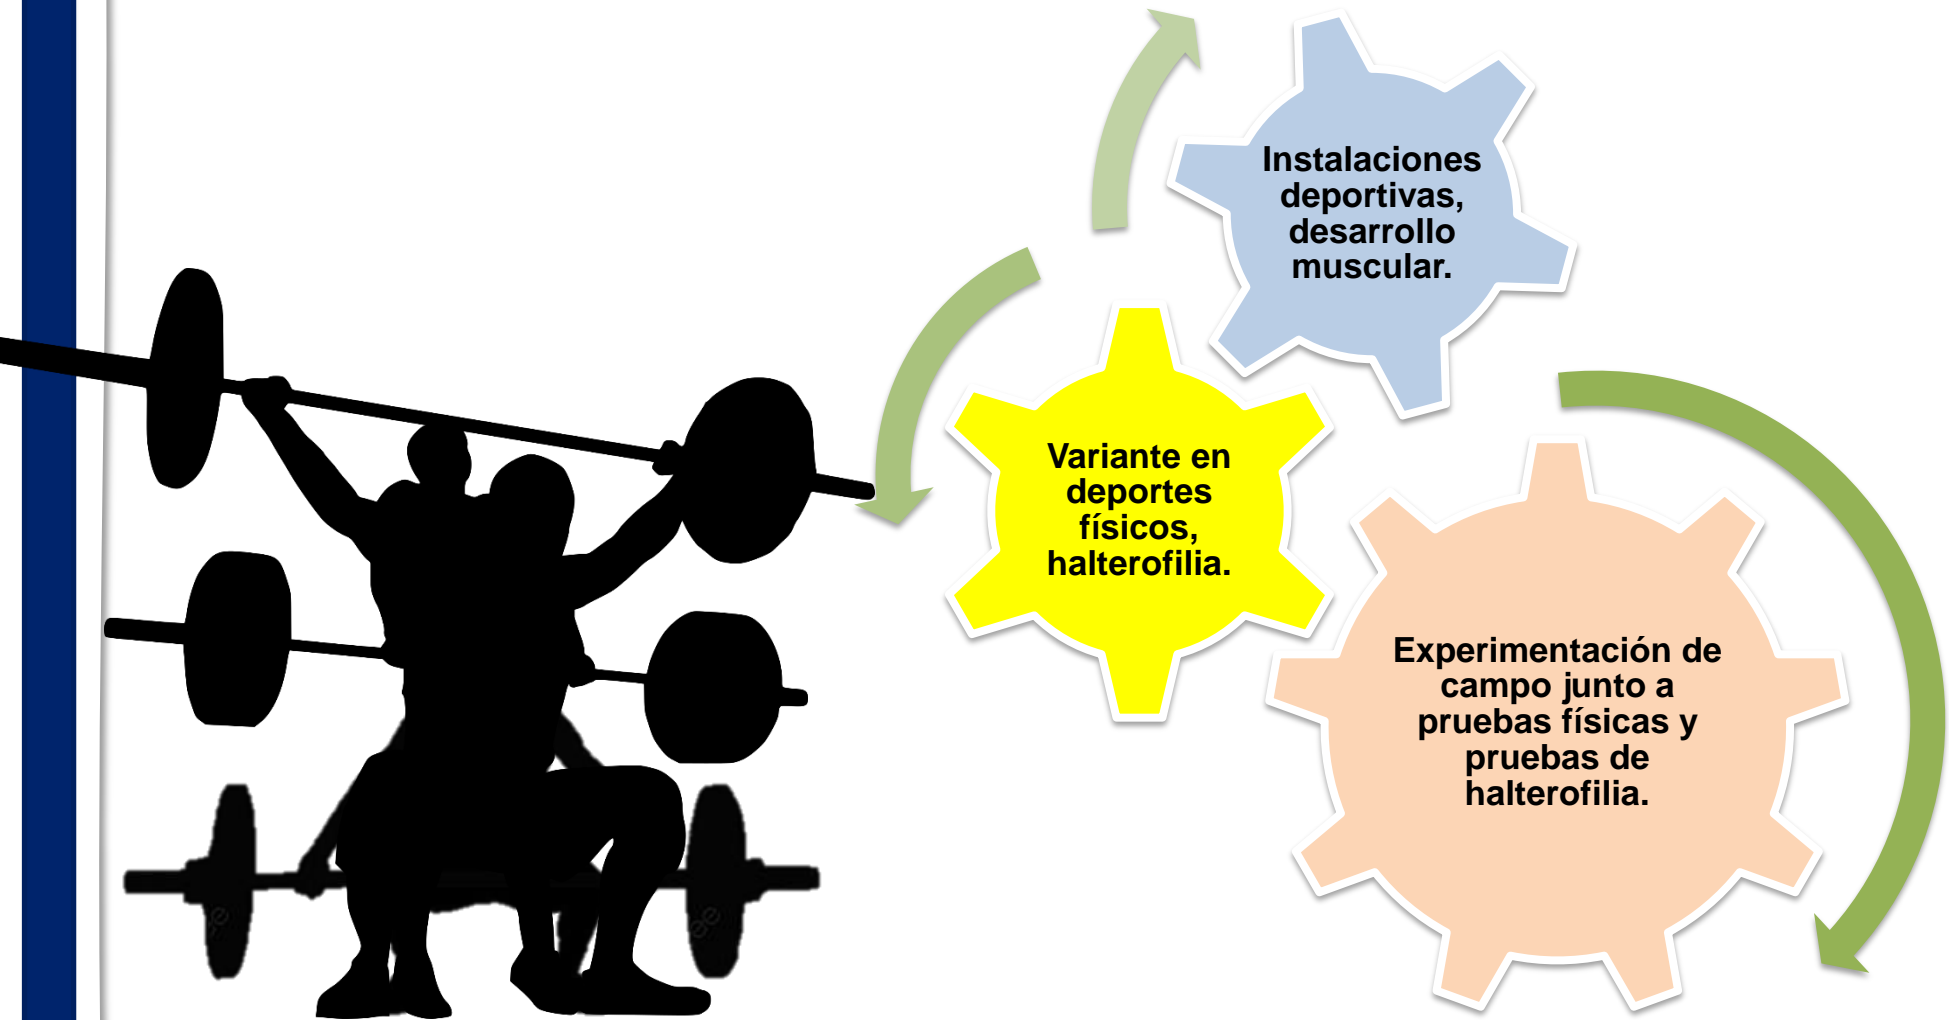 Instalaciones
deportivas,
desarrollo
muscular.
Variante en
deportes
físicos,
halterofilia.
Experimentación de
campo junto a
pruebas físicas y
pruebas de
halterofilia.